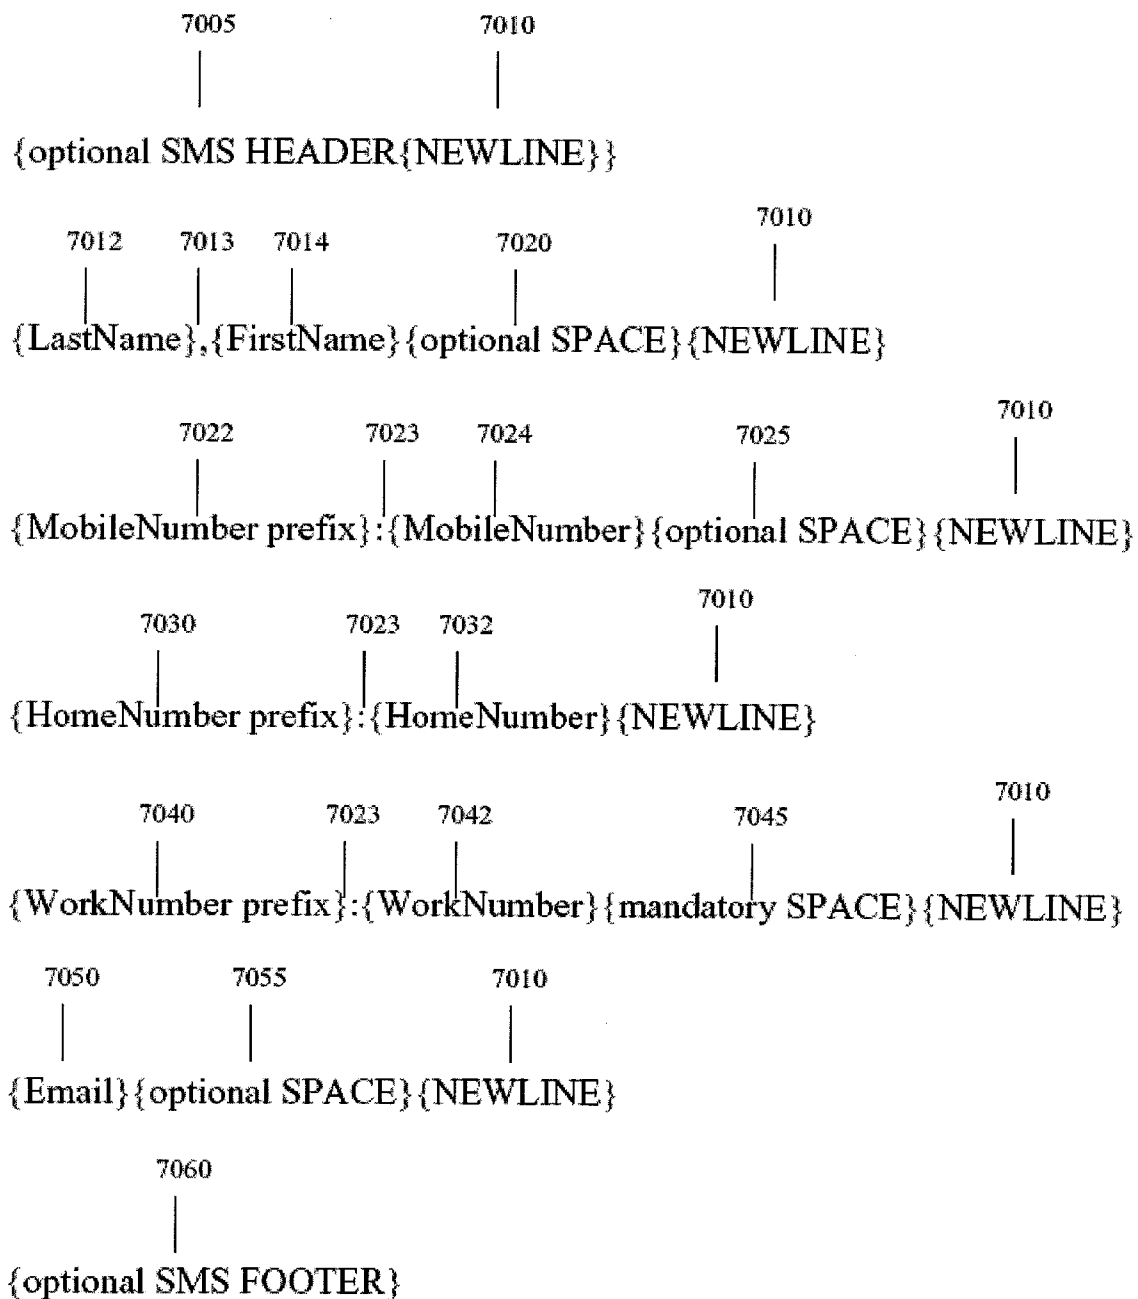 7005 7010
{optional SMS HEADER{NEWLINE}}
7010
7012 7013 7014 7020
{LastName},{FirstName}{optional SPACE}{NEWLINE}
7010
7022 7023 7024 7025
{MobileNumber prefix}:{MobileNumber}{optional SPACE}{NEWLINE}
7010
7030 7023 7032
{HomeNumber prefix}:{HomeNumber}{NEWLINE}
7010
7040 7023 7042 7045
{WorkNumber prefix}:{WorkNumber}{mandatory SPACE}{NEWLINE}
7050 7055 7010
{Email}{optional SPACE}{NEWLINE}
7060
{optional SMS FOOTER}